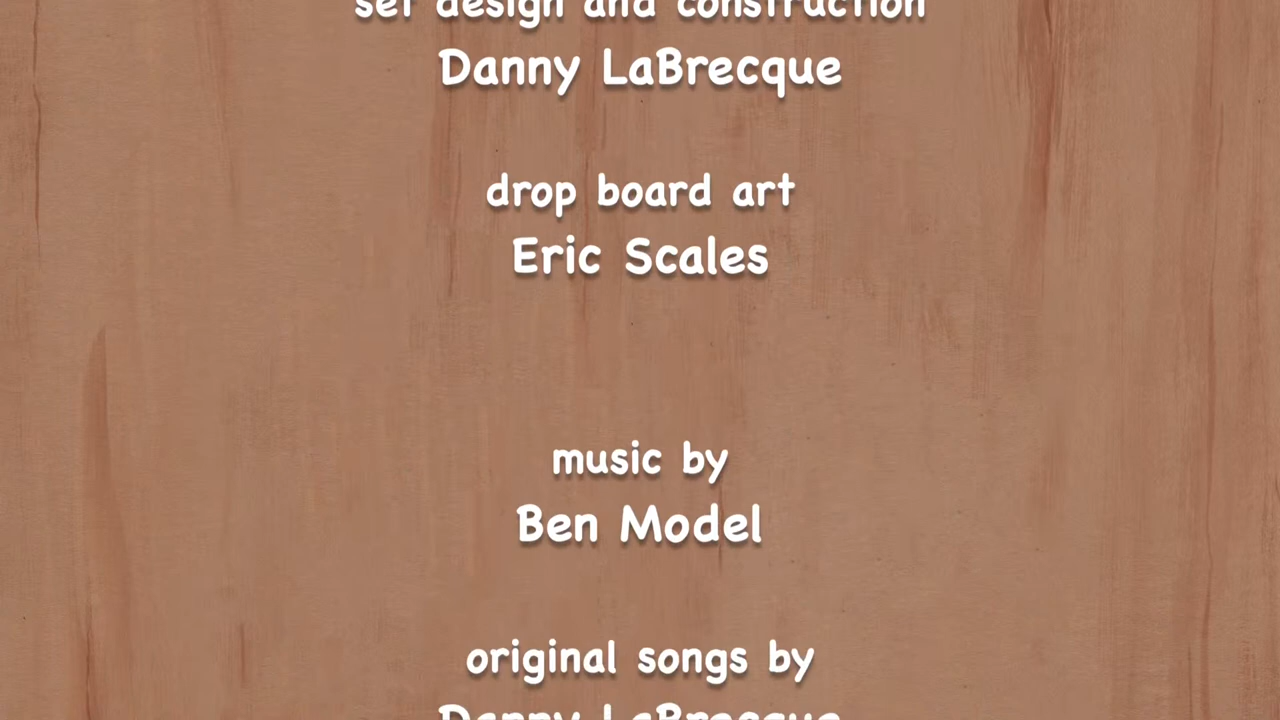 set design and construction
Danny LaBrecque
drop board art
Eric Scales
music by
Ben Model
original songs by
Danny LaBrecque